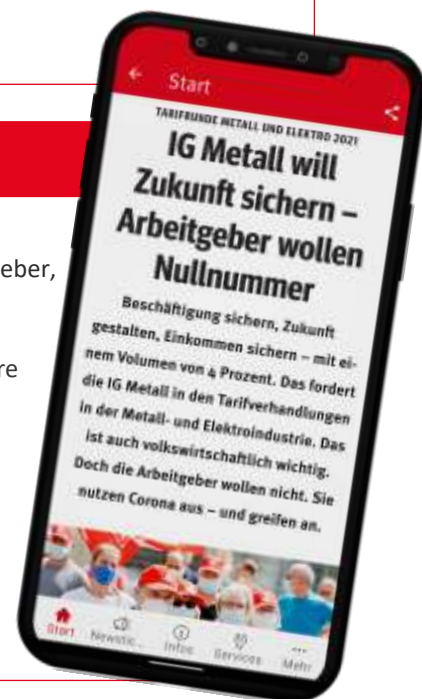 Start
TARIFRUNDE METALL UND ELEKTRO 2021
IG Metall will
Zukunft sichern –
Arbeitgeber wollen
Nullnummer
Beschäftigung sichern, Zukunft
gestalten, Einkommen sichern – mit ei-
nem Volumen von 4 Prozent. Das fordert
die IG Metall in den Tarifverhandlungen
in der Metall- und Elektroindustrie. Das
ist auch volkswirtschaftlich wichtig.
Doch die Arbeitgeber wollen nicht. Sie
nutzen Corona aus – und greifen an.
Start Newstic... Infos Services Mehr
eber,
re